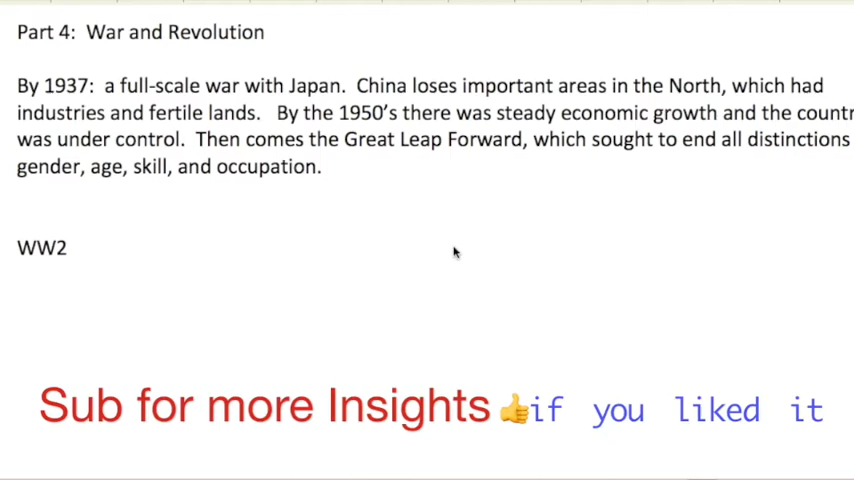 Part 4: War and Revolution
By 1937: a full-scale war with Japan. China loses important areas in the North, which had
industries and fertile lands. By the 1950's there was steady economic growth and the countr
was under control. Then comes the Great Leap Forward, which sought to end all distinctions
gender, age, skill, and occupation.
WW2
Sub for more Insights 👍if you liked it